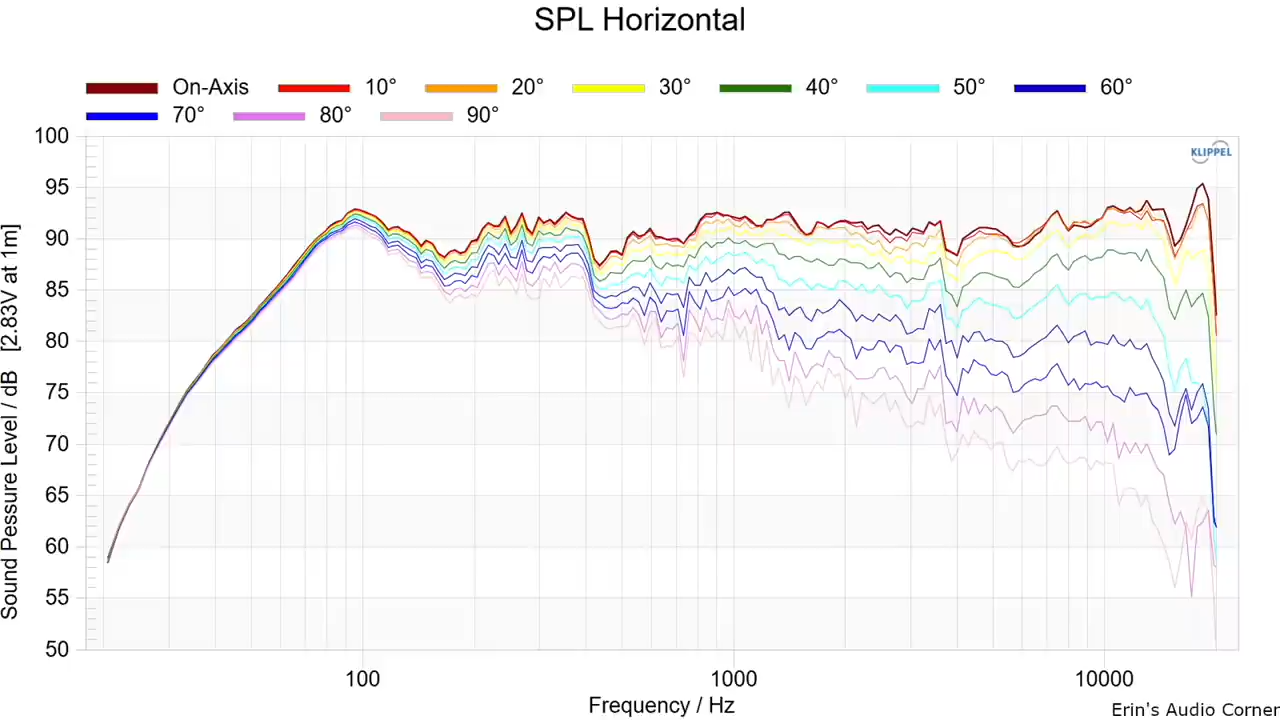 SPL Horizontal
On-Axis 10° 20° 30° 40° 50° 60°
70° 80° 90°
KLIPPEL
100
95
90
85
80
75
70
65
60
55
50
Sound Pressure Level / dB [2.83V at 1m]
100 1000 10000
Frequency / Hz
Erin's Audio Corner